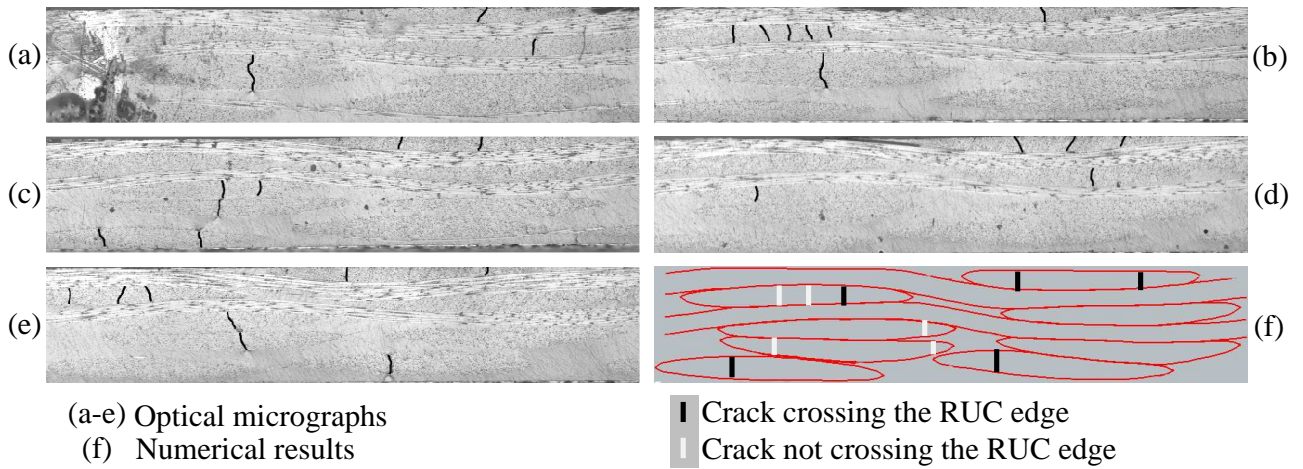 (a)
(b)
(c)
(d)
(e)
(f)
(a-e) Optical micrographs
(f) Numerical results
Crack crossing the RUC edge
Crack not crossing the RUC edge